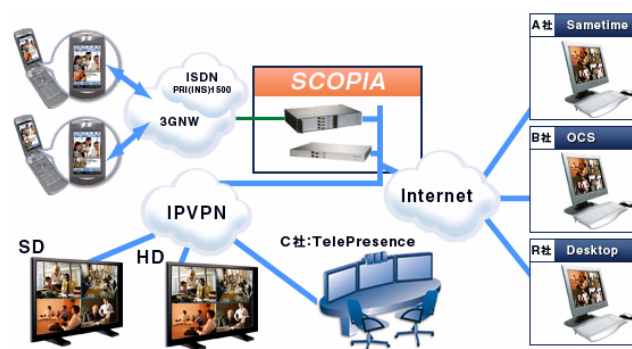 A社 Sametime
ISDN
PRI(INS)1500
3GNW
SCOPIA
B社 OCS
Internet
IPVPN
SD
HD
C社:TelePresence
R社 Desktop